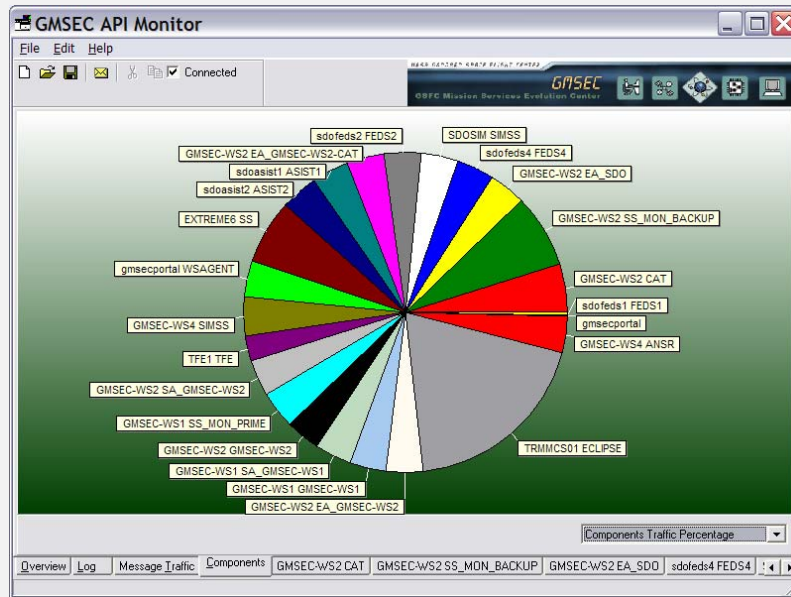 GMSEC API Monitor
File Edit Help
Connected
GMSEC
GSFC Mission Services Evolution Center
sdofeds2 FEDS2
SDOSIM SIMSS
GMSEC-WS2 EA_GMSEC-WS2-CAT
sdofeds4 FEDS4
sdoasist1 ASIST1
GMSEC-WS2 EA_SDO
sdoasist2 ASIST2
EXTREME6 SS
GMSEC-WS2 SS_MON_BACKUP
gmsecportal WSAGENT
GMSEC-WS2 CAT
sdofeds1 FEDS1
GMSEC-WS4 SIMSS
gmsecportal
GMSEC-WS4 ANSR
TFE1 TFE
GMSEC-WS2 SA_GMSEC-WS2
GMSEC-WS1 SS_MON_PRIME
GMSEC-WS2 GMSEC-WS2
TRMMCS01 ECLIPSE
GMSEC-WS1 SA_GMSEC-WS1
GMSEC-WS1 GMSEC-WS1
GMSEC-WS2 EA_GMSEC-WS2
Components Traffic Percentage
Overview Log Message Traffic Components GMSEC-WS2 CAT GMSEC-WS2 SS_MON_BACKUP GMSEC-WS2 EA_SDO sdofeds4 FEDS4